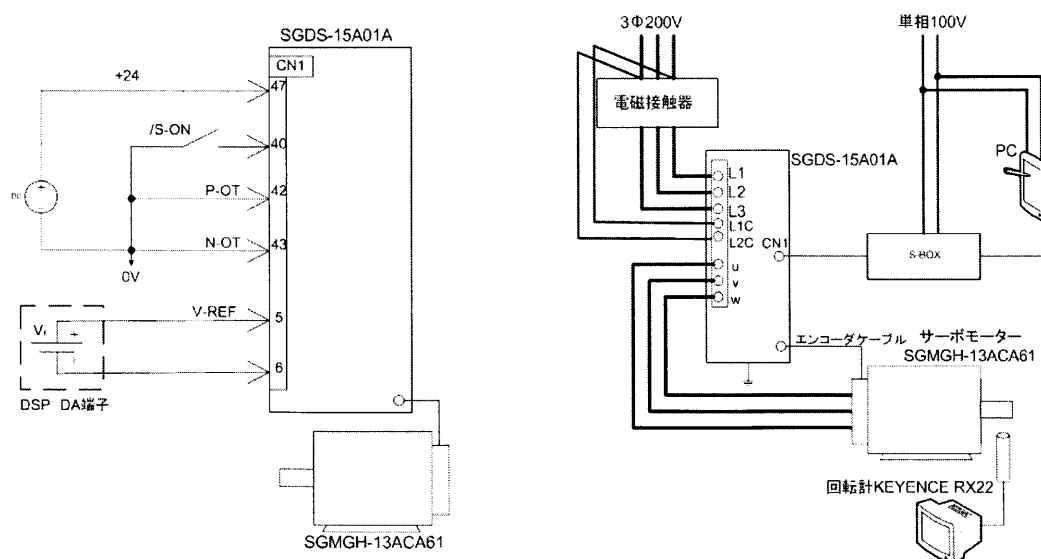 SGDS-15A01A
CN1
+24
47
/S-ON
40
P-OT
42
DC
N-OT
43
0V
V-REF
5
6
DSP DA端子
SGMGH-13ACA61
3Φ200V
単相100V
電磁接触器
PC
SGDS-15A01A
L1
L2
L3
L1C
L2C
CN1
S-BOX
u
v
w
エンコーダケーブル
サーボモーター
SGMGH-13ACA61
回転計KEYENCE RX22